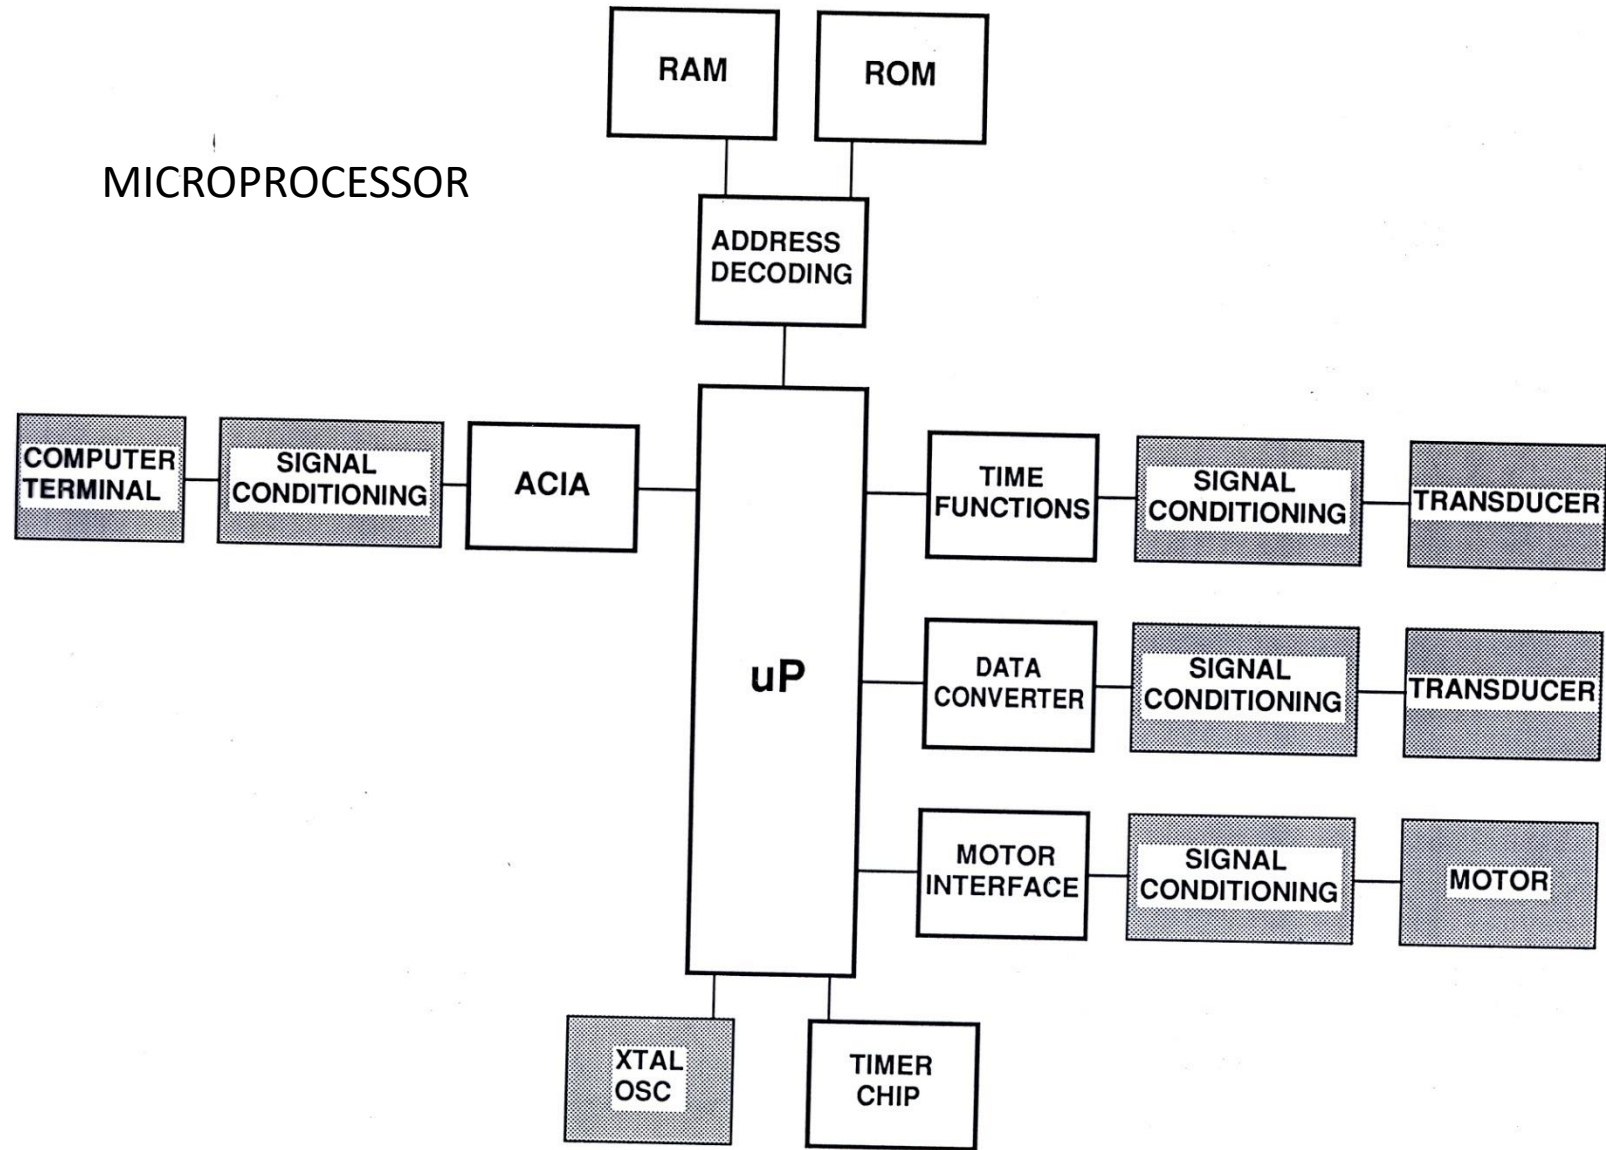 RAM
ROM
MICROPROCESSOR
ADDRESS
DECODING
COMPUTER
TERMINAL
SIGNAL
CONDITIONING
ACIA
uP
TIME
FUNCTIONS
SIGNAL
CONDITIONING
TRANSDUCER
DATA
CONVERTER
SIGNAL
CONDITIONING
TRANSDUCER
MOTOR
INTERFACE
SIGNAL
CONDITIONING
MOTOR
XTAL
OSC
TIMER
CHIP